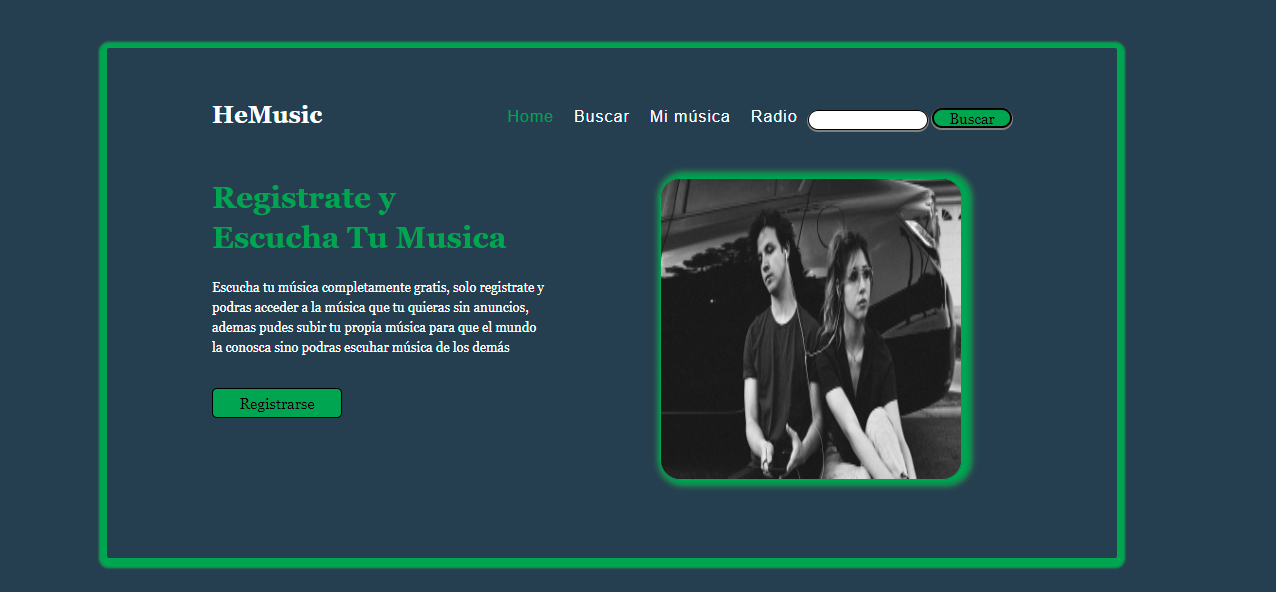 HeMusic
Home Buscar Mi música Radio Buscar
Registrate y
Escucha Tu Musica
Escucha tu música completamente gratis, solo registrate y
podras acceder a la música que tu quieras sin anuncios,
ademas pudes subir tu propia música para que el mundo
la conosca sino podras escuhar música de los demás
Registrarse